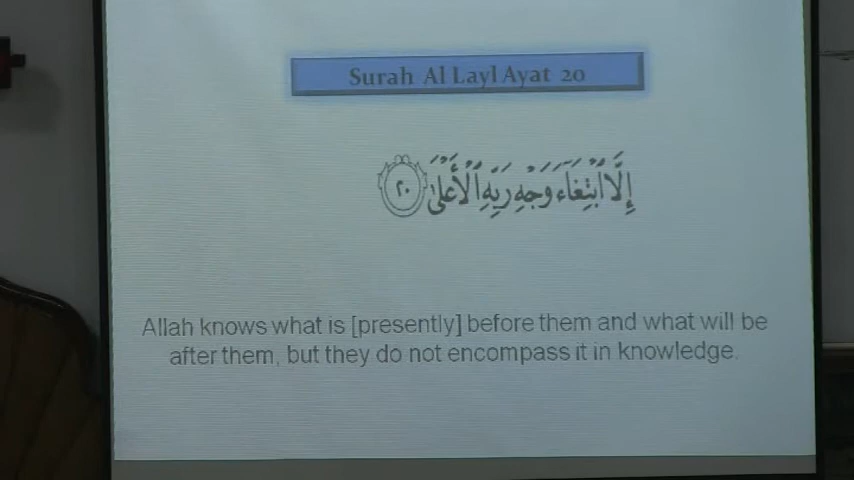 Surah Al Layl Ayat 20
إِلَّا ٱبْتِغَآءَ وَجْهِ رَبِّهِ ٱلْأَعْلَىٰ ٢٠
Allah knows what is [presently] before them and what will be
after them, but they do not encompass it in knowledge.